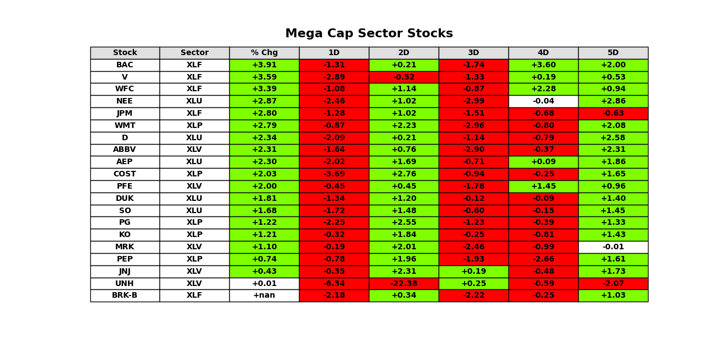 Mega Cap Sector Stocks
Stock Sector % Chg 1D 2D 3D 4D 5D
BAC XLF +3.91 -1.31 +0.21 -1.74 +3.60 +2.00
V XLF +3.59 -2.89 -0.52 -1.33 +0.19 +0.53
WFC XLF +3.39 -1.08 +1.14 -0.87 +2.28 +0.94
NEE XLU +2.87 -2.46 +1.02 -2.99 -0.04 +2.86
JPM XLF +2.80 -1.28 +1.02 -1.51 -0.68 -0.63
WMT XLP +2.79 -0.87 +2.23 -2.96 -0.80 +2.08
D XLU +2.34 -2.09 +0.21 -1.14 -0.79 +2.58
ABBV XLV +2.31 -1.64 +0.76 -2.90 -0.37 +2.31
AEP XLU +2.30 -2.02 +1.69 -0.71 +0.09 +1.86
COST XLP +2.03 -3.69 +2.76 -0.94 -0.25 +1.65
PFE XLV +2.00 -0.45 +0.45 -1.78 +1.45 +0.96
DUK XLU +1.81 -1.34 +1.20 -0.12 -0.09 +1.40
SO XLU +1.68 -1.72 +1.48 -0.60 -0.15 +1.45
PG XLP +1.22 -2.25 +2.55 -1.23 -0.39 +1.33
KO XLP +1.21 -0.32 +1.84 -0.25 -0.81 +1.43
MRK XLV +1.10 -0.19 +2.01 -2.46 -0.99 -0.01
PEP XLP +0.74 -0.78 +1.96 -1.93 -2.66 +1.61
JNJ XLV +0.43 -0.35 +2.31 +0.19 -0.48 +1.73
UNH XLV +0.01 -6.34 -22.38 +0.25 -0.59 -2.07
BRK-B XLF +nan -2.18 +0.34 -2.22 -0.25 +1.03